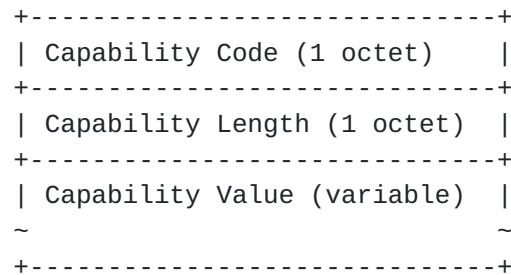 +------------------------------+
| Capability Code (1 octet)    |
+------------------------------+
| Capability Length (1 octet)  |
+------------------------------+
| Capability Value (variable)  |
~                              ~
+------------------------------+